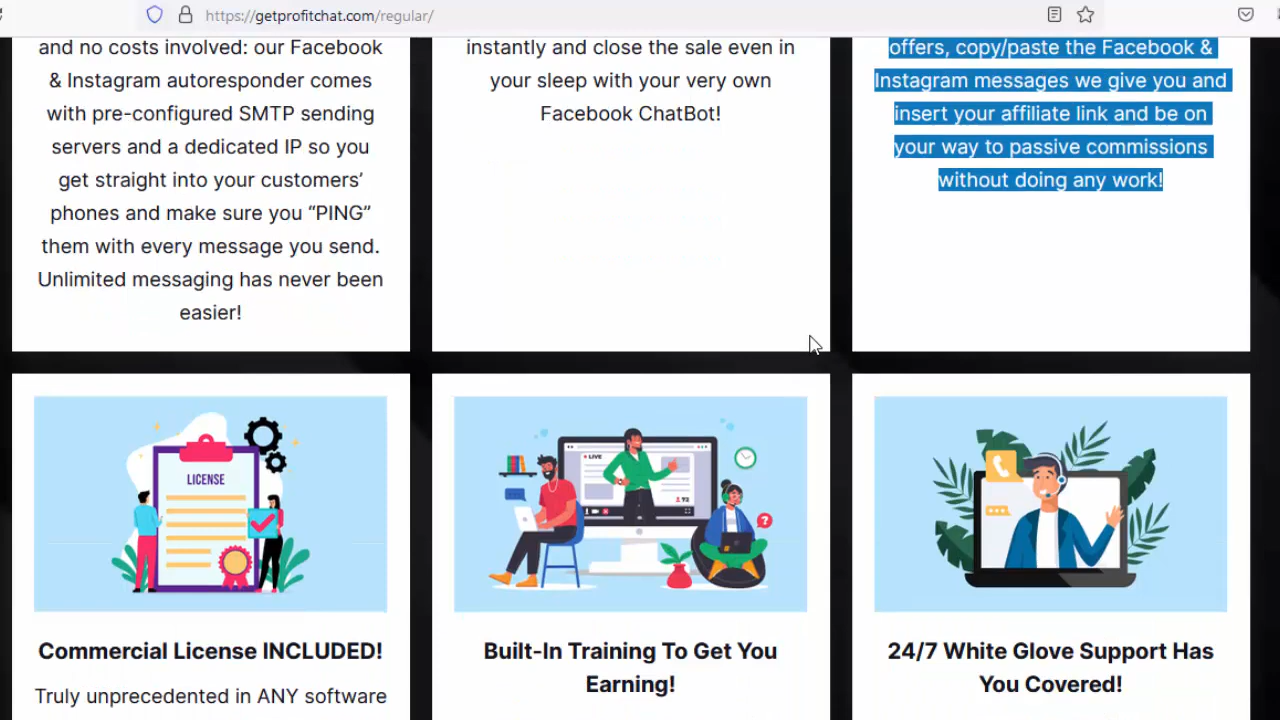 https://getprofitchat.com/regular/
and no costs involved: our Facebook
& Instagram autoresponder comes
with pre-configured SMTP sending
servers and a dedicated IP so you
get straight into your customers’
phones and make sure you “PING”
them with every message you send.
Unlimited messaging has never been
easier!
instantly and close the sale even in
your sleep with your very own
Facebook ChatBot!
offers, copy/paste the Facebook &
Instagram messages we give you and
insert your affiliate link and be on
your way to passive commissions
without doing any work!
LICENSE
LIVE
72
Commercial License INCLUDED!
Truly unprecedented in ANY software
Built-In Training To Get You
Earning!
24/7 White Glove Support Has
You Covered!